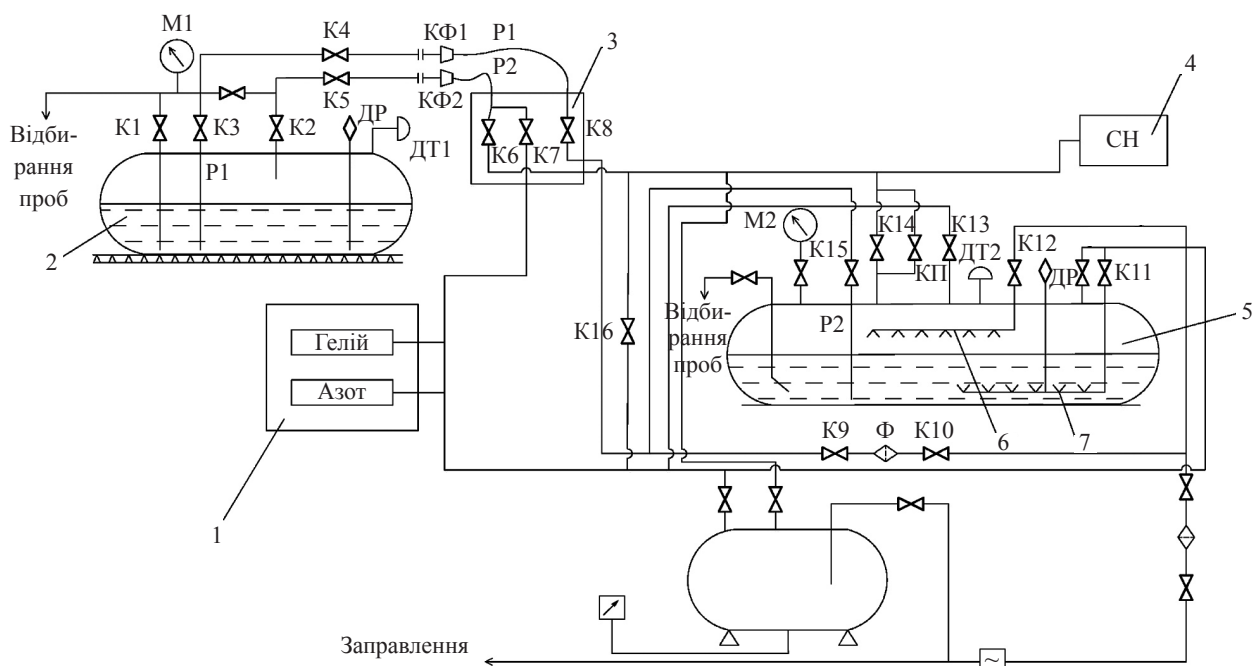 М1
К4
КФ1
Р1
3
Р2
4
К5
КФ2
ДР
Відби-
рання
проб
К1
К3
К2
К6
К7
К8
СН
ДТ1
Р1
2
М2
К14
К13
К15
КП
ДТ2
К12
ДР
К11
5
Відби-
рання
проб
Р2
К16
Гелій
Азот
К9
Ф
К10
6
7
1
Заправлення
~